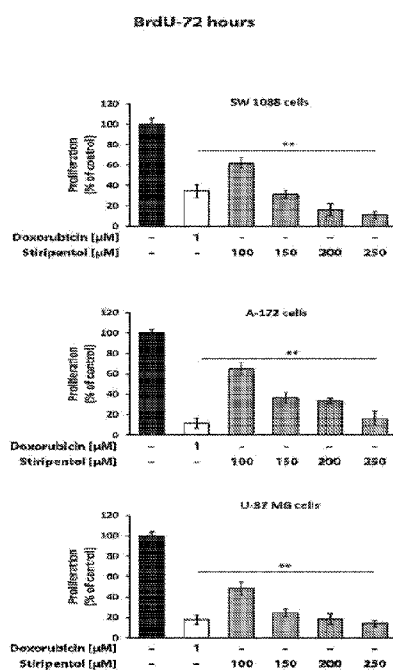 BrdU-72 hours
SW 1088 cells
Proliferation
[% of control]
120
100
80
60
40
20
0
**
Doxorubicin [µM] – 1 – – – –
Stiripentol [µM] – – 100 150 200 250
A-172 cells
Proliferation
[% of control]
120
100
80
60
40
20
0
**
Doxorubicin [µM] – 1 – – – –
Stiripentol [µM] – – 100 150 200 250
U-87 MG cells
Proliferation
[% of control]
120
100
80
60
40
20
0
**
Doxorubicin [µM] – 1 – – – –
Stiripentol [µM] – – 100 150 200 250